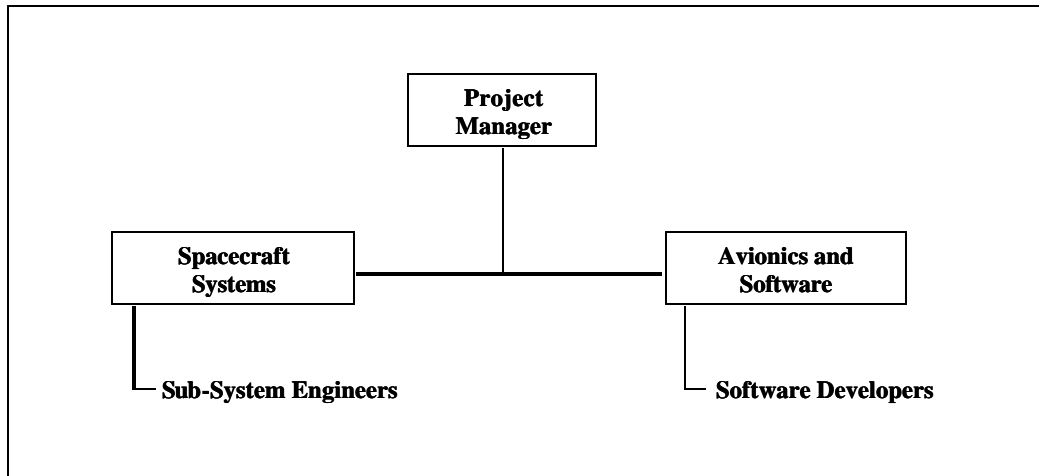 Project
Manager
Spacecraft
Systems
Avionics and
Software
Sub-System Engineers
Software Developers